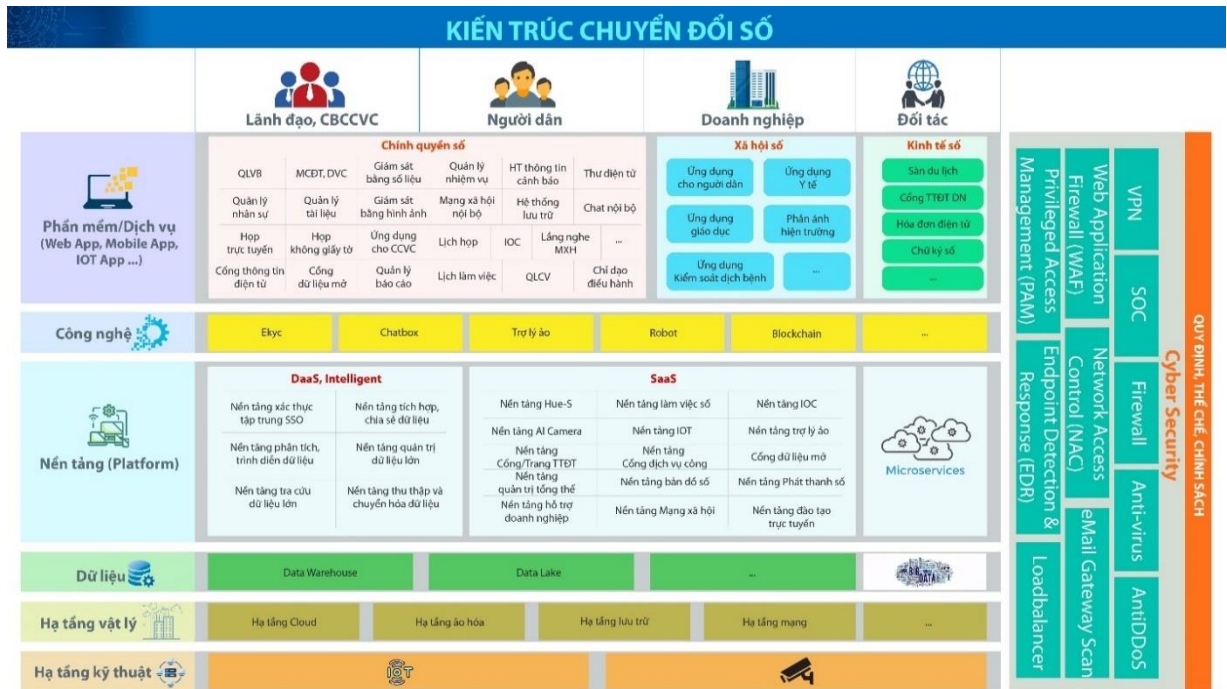 KIẾN TRÚC CHUYỂN ĐỔI SỐ
Lãnh đạo, CBCCVC
Người dân
Doanh nghiệp
Đối tác
Phần mềm/Dịch vụ
(Web App, Mobile App,
IOT App ...)
Chính quyền số
QLVB
MCĐT, DVC
Giám sát
bằng số liệu
Quản lý
nhiệm vụ
HT thông tin
cảnh báo
Thư điện tử
Quản lý
nhân sự
Quản lý
tài liệu
Giám sát
bằng hình ảnh
Mạng xã hội
nội bộ
Hệ thống
lưu trữ
Chat nội bộ
Họp
trực tuyến
Họp
không giấy tờ
Ứng dụng
cho CCVC
Lịch họp
IOC
Lắng nghe
MXH
...
Cổng thông tin
điện tử
Cổng
dữ liệu mở
Quản lý
báo cáo
Lịch làm việc
QLCV
Chỉ đạo
điều hành
Xã hội số
Ứng dụng
cho người dân
Ứng dụng
Y tế
Ứng dụng
giáo dục
Phản ánh
hiện trường
Ứng dụng
Kiểm soát dịch bệnh
...
Kinh tế số
Sàn du lịch
Cổng TTĐT DN
Hóa đơn điện tử
Chữ ký số
...
Công nghệ
Ekyc
Chatbox
Trợ lý ảo
Robot
Blockchain
...
Nền tảng (Platform)
DaaS, Intelligent
Nền tảng xác thực
tập trung SSO
Nền tảng tích hợp,
chia sẻ dữ liệu
Nền tảng phân tích,
trình diễn dữ liệu
Nền tảng quản trị
dữ liệu lớn
Nền tảng tra cứu
dữ liệu lớn
Nền tảng thu thập và
chuyển hóa dữ liệu
SaaS
Nền tảng Hue-S
Nền tảng làm việc số
Nền tảng IOC
Nền tảng AI Camera
Nền tảng IOT
Nền tảng trợ lý ảo
Nền tảng
Cổng/Trang TTĐT
Nền tảng
Cổng dịch vụ công
Cổng dữ liệu mở
Nền tảng
quản trị tổng thể
Nền tảng bản đồ số
Nền tảng Phát thanh số
Nền tảng hỗ trợ
doanh nghiệp
Nền tảng Mạng xã hội
Nền tảng đào tạo
trực tuyến
Microservices
Dữ liệu
Data Warehouse
Data Lake
...
BIG DATA
Hạ tầng vật lý
Hạ tầng Cloud
Hạ tầng ảo hóa
Hạ tầng lưu trữ
Hạ tầng mạng
...
Hạ tầng kỹ thuật
IOT
QUY ĐỊNH, THỂ CHẾ, CHÍNH SÁCH
Cyber Security
VPN
SOC
Firewall
Anti-virus
AntiDDoS
Web Application
Firewall (WAF)
Network Access
Control (NAC)
eMail Gateway Scan
Privileged Access
Management (PAM)
Endpoint Detection &
Response (EDR)
Loadbalancer